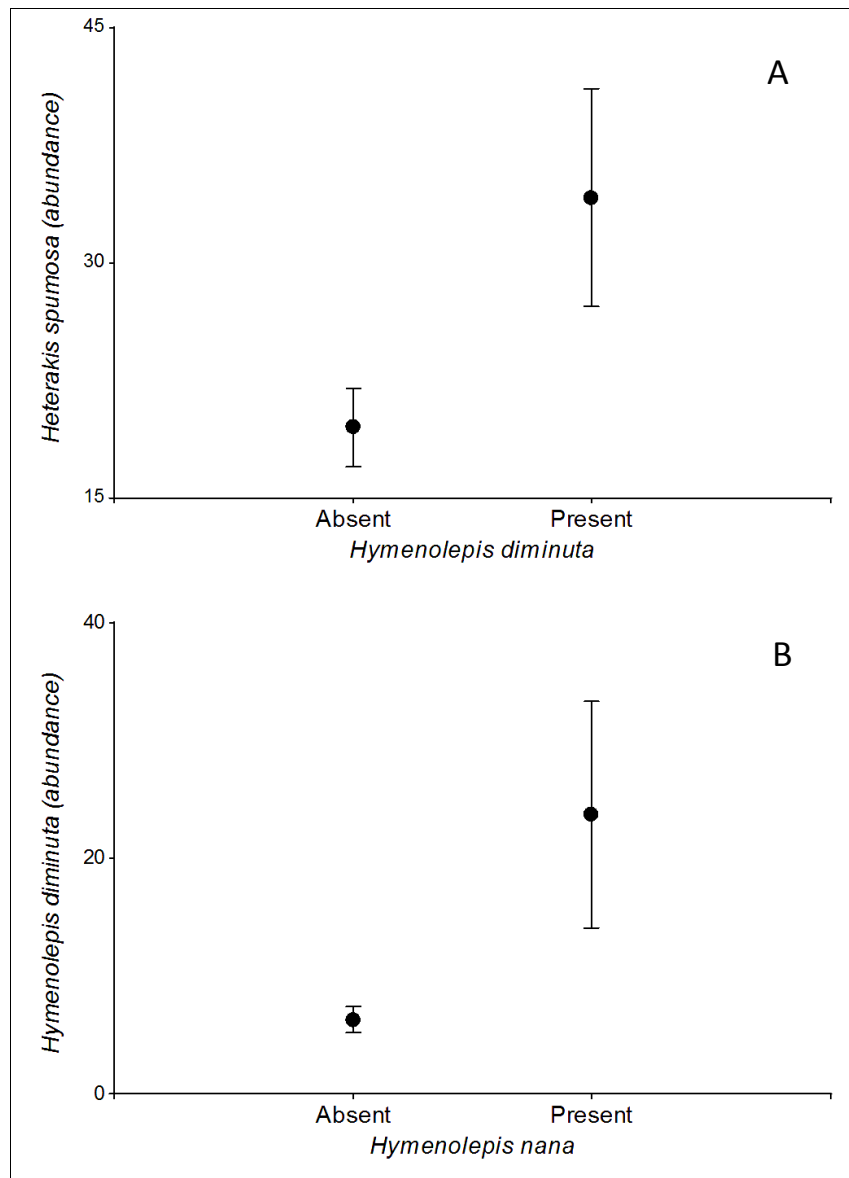 45
A
Heterakis spumosa (abundance)
30
15
Absent Present
Hymenolepis diminuta
40
B
Hymenolepis diminuta (abundance)
20
0
Absent Present
Hymenolepis nana